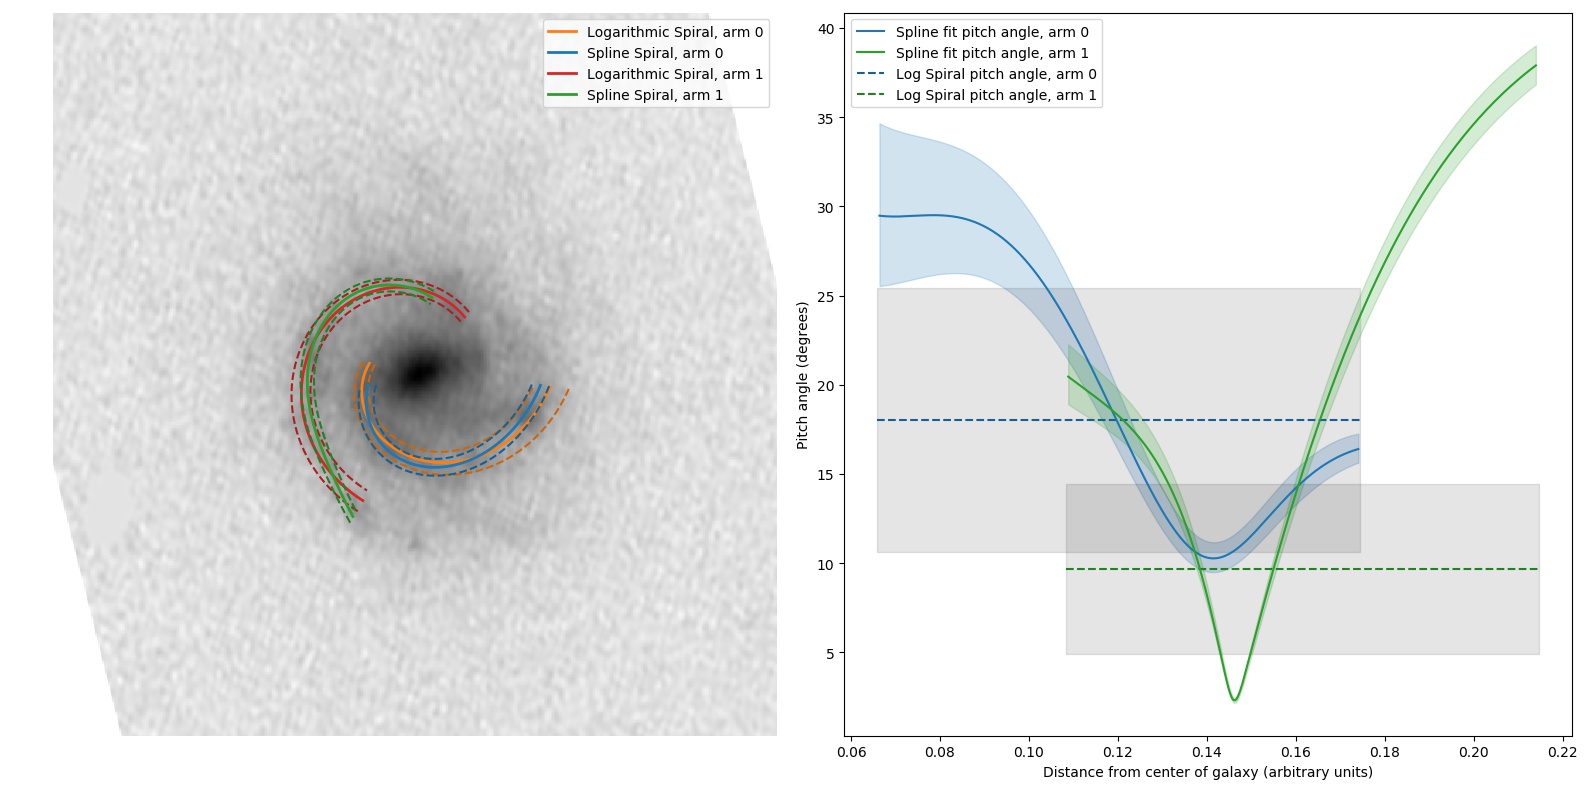 Logarithmic Spiral, arm 0
Spline Spiral, arm 0
Logarithmic Spiral, arm 1
Spline Spiral, arm 1
Spline fit pitch angle, arm 0
Spline fit pitch angle, arm 1
Log Spiral pitch angle, arm 0
Log Spiral pitch angle, arm 1
Pitch angle (degrees)
40
35
30
25
20
15
10
5
0.06 0.08 0.10 0.12 0.14 0.16 0.18 0.20 0.22
Distance from center of galaxy (arbitrary units)